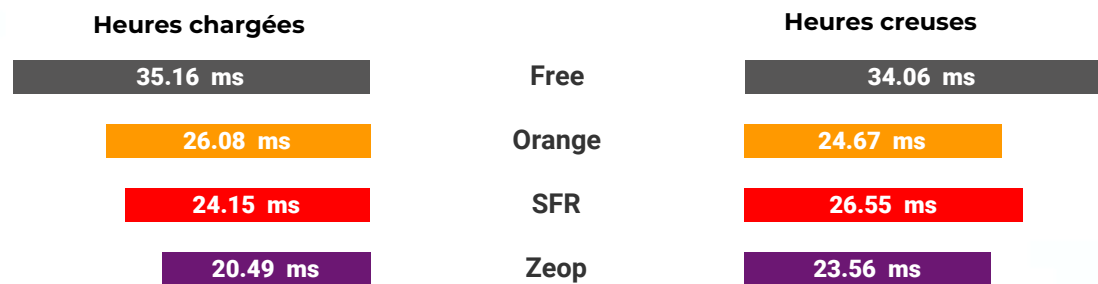 Heures chargées
Heures creuses
35.16 ms Free 34.06 ms
26.08 ms Orange 24.67 ms
24.15 ms SFR 26.55 ms
20.49 ms Zeop 23.56 ms